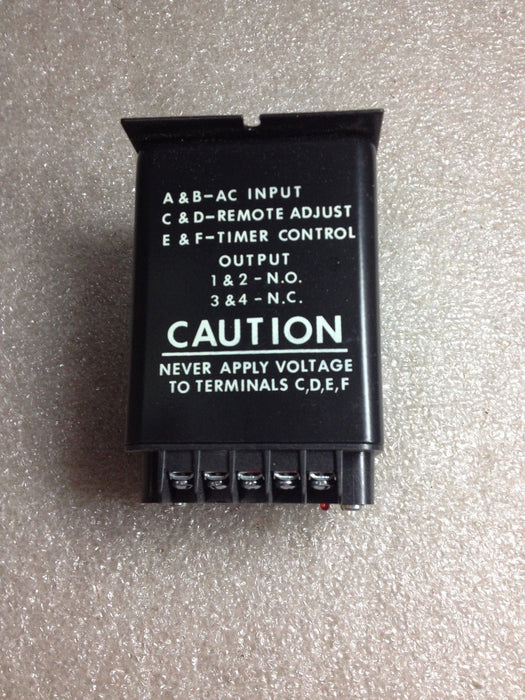 A & B-AC INPUT
C & D-REMOTE ADJUST
E & F-TIMER CONTROL
OUTPUT
1 & 2 - N.O.
3 & 4 - N.C.
CAUTION
NEVER APPLY VOLTAGE
TO TERMINALS C,D,E,F